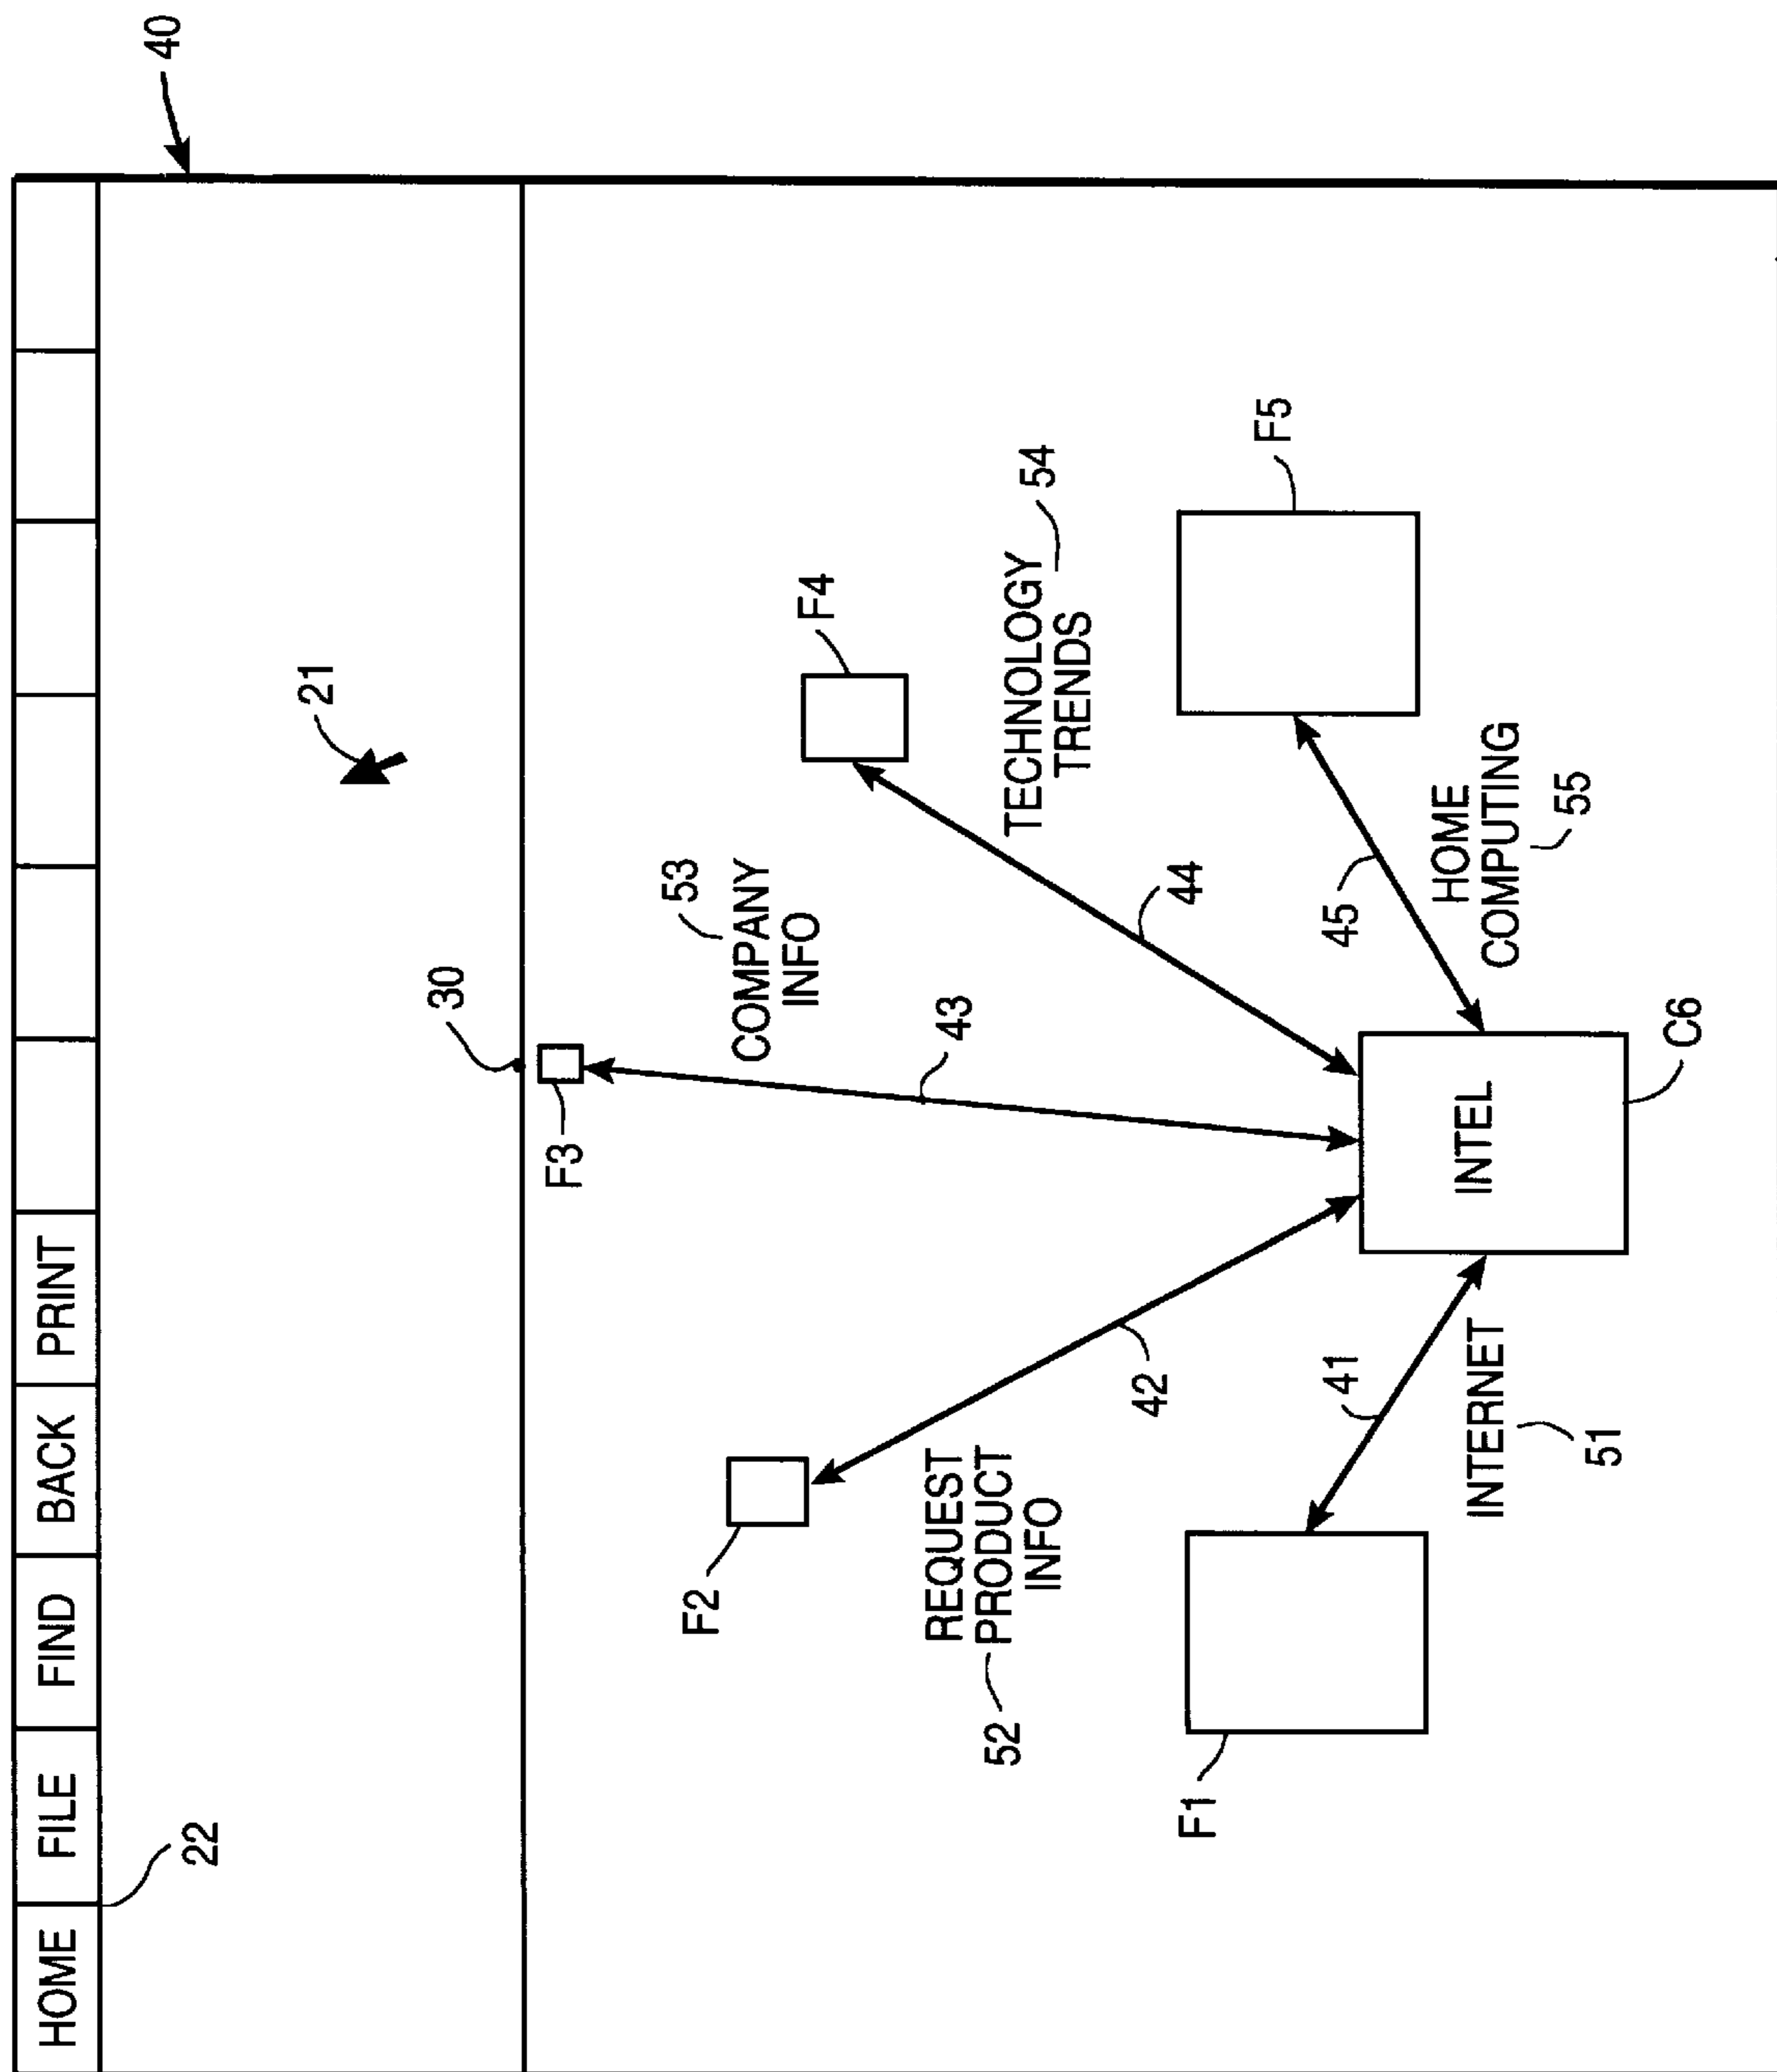 HOME FILE FIND BACK PRINT
22
40
21
30
F3
53
COMPANY
INFO
43
F2
F4
REQUEST
PRODUCT
INFO
52
42
44
TECHNOLOGY
TRENDS
54
F1
F5
41
INTERNET
51
45
HOME
COMPUTING
55
INTEL
C6